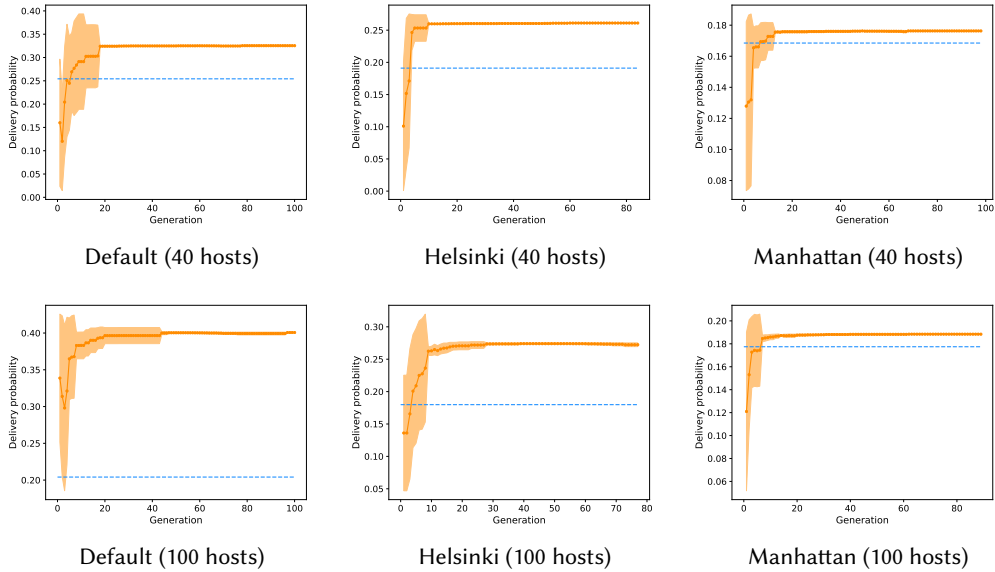 0.40
0.35
0.30
0.25
0.20
0.15
0.10
0.05
0.00
Delivery probability
0 20 40 60 80 100
Generation
Default (40 hosts)
0.25
0.20
0.15
0.10
0.05
0.00
Delivery probability
0 20 40 60 80
Generation
Helsinki (40 hosts)
0.18
0.16
0.14
0.12
0.10
0.08
Delivery probability
0 20 40 60 80 100
Generation
Manhattan (40 hosts)
0.40
0.35
0.30
0.25
0.20
Delivery probability
0 20 40 60 80 100
Generation
Default (100 hosts)
0.30
0.25
0.20
0.15
0.10
0.05
Delivery probability
0 10 20 30 40 50 60 70 80
Generation
Helsinki (100 hosts)
0.20
0.18
0.16
0.14
0.12
0.10
0.08
0.06
Delivery probability
0 20 40 60 80
Generation
Manhattan (100 hosts)